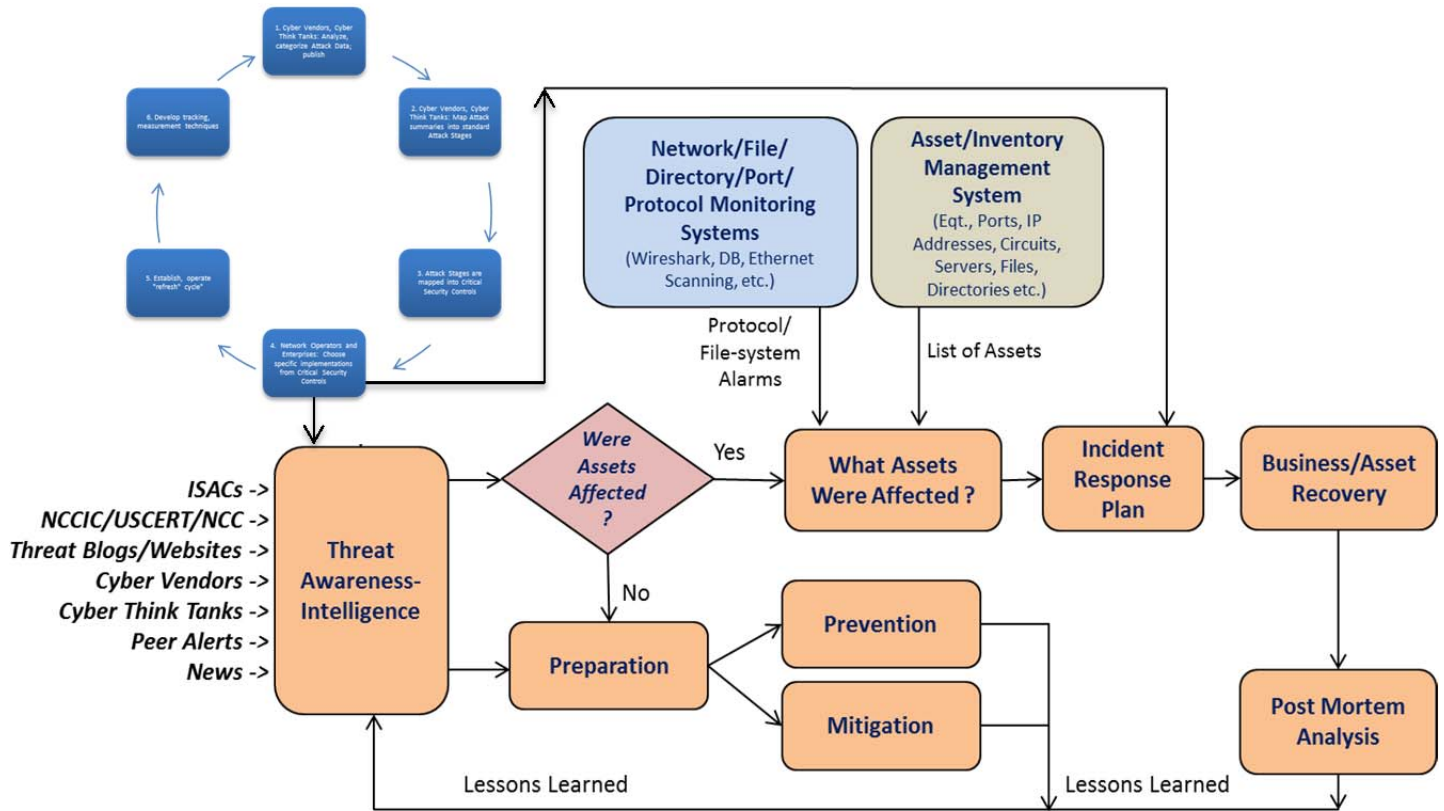 1. Cyber Vendors, Cyber
Think Tanks: Analyze,
categorize Attack Data;
publish
6. Develop tracking,
measurement techniques
2. Cyber Vendors, Cyber
Think Tanks: Map Attack
summaries into standard
Attack Stages
5. Establish, operate
"refresh" cycle"
3. Attack Stages are
mapped into Critical
Security Controls
4. Network Operators and
Enterprises: Choose
specific implementations
from Critical Security
Controls
Network/File/
Directory/Port/
Protocol Monitoring
Systems
(Wireshark, DB, Ethernet
Scanning, etc.)
Asset/Inventory
Management
System
(Eqt., Ports, IP
Addresses, Circuits,
Servers, Files,
Directories etc.)
Protocol/
File-system
Alarms
List of Assets
ISACs ->
NCCIC/USCERT/NCC ->
Threat Blogs/Websites ->
Cyber Vendors ->
Cyber Think Tanks ->
Peer Alerts ->
News ->
Threat
Awareness-
Intelligence
Were
Assets
Affected
?
Yes
No
What Assets
Were Affected ?
Incident
Response
Plan
Business/Asset
Recovery
Preparation
Prevention
Mitigation
Post Mortem
Analysis
Lessons Learned
Lessons Learned